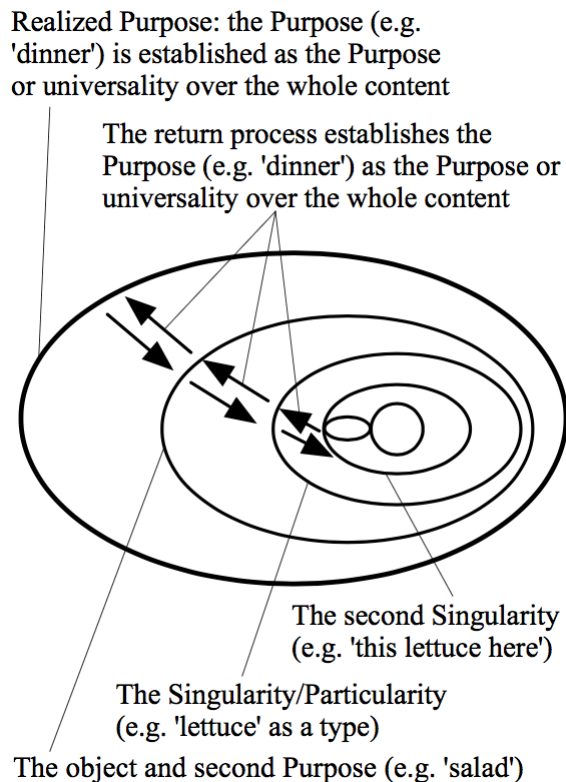 Realized Purpose: the Purpose (e.g.
'dinner') is established as the Purpose
or universality over the whole content
The return process establishes the
Purpose (e.g. 'dinner') as the Purpose or
universality over the whole content
The second Singularity
(e.g. 'this lettuce here')
The Singularity/Particularity
(e.g. 'lettuce' as a type)
The object and second Purpose (e.g. 'salad')